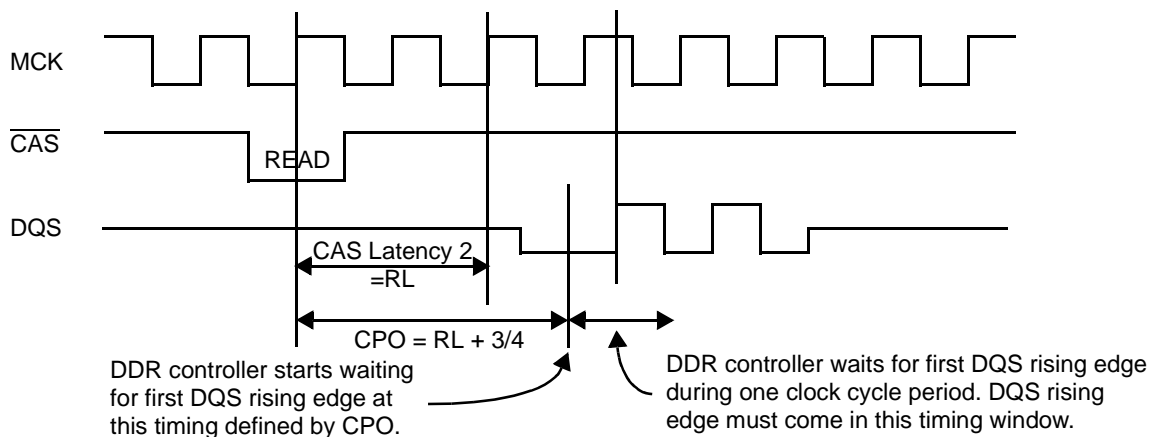 MCK
CAS
READ
DQS
CAS Latency 2
=RL
CPO = RL + 3/4
DDR controller starts waiting
for first DQS rising edge at
this timing defined by CPO.
DDR controller waits for first DQS rising edge
during one clock cycle period. DQS rising
edge must come in this timing window.